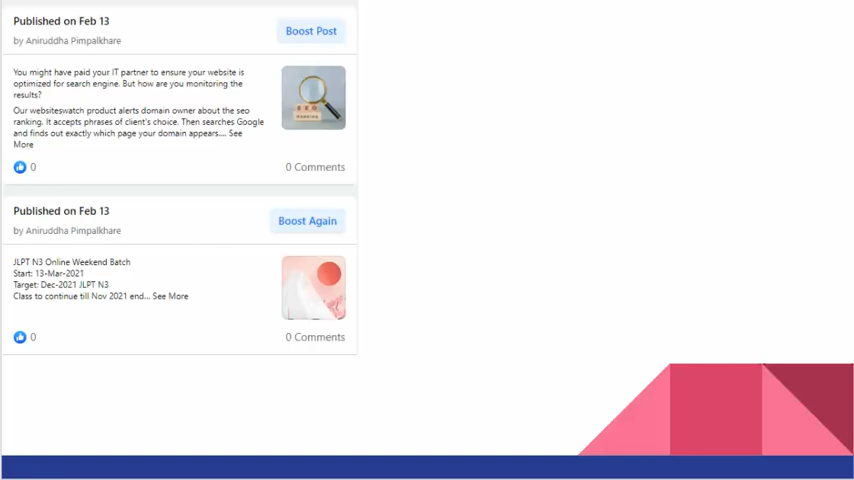 Published on Feb 13
Boost Post
by Aniruddha Pimpalkhare
You might have paid your IT partner to ensure your website is
optimized for search engine. But how are you monitoring the
results?
Our websiteswatch product alerts domain owner about the seo
ranking. It accepts phrases of client's choice. Then searches Google
and finds out exactly which page your domain appears.... See
More
SEO
RANKING
0
0 Comments
Published on Feb 13
Boost Again
by Aniruddha Pimpalkhare
JLPT N3 Online Weekend Batch
Start: 13-Mar-2021
Target: Dec-2021 JLPT N3
Class to continue till Nov 2021 end... See More
0
0 Comments